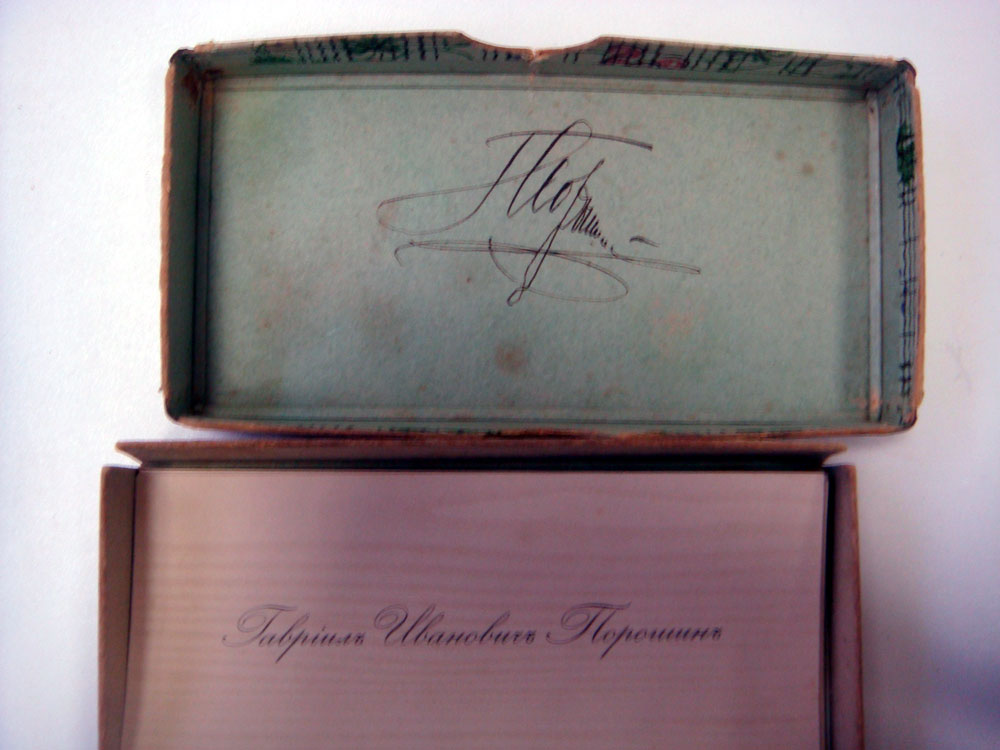 Гавріилъ Ивановичъ Порошинъ